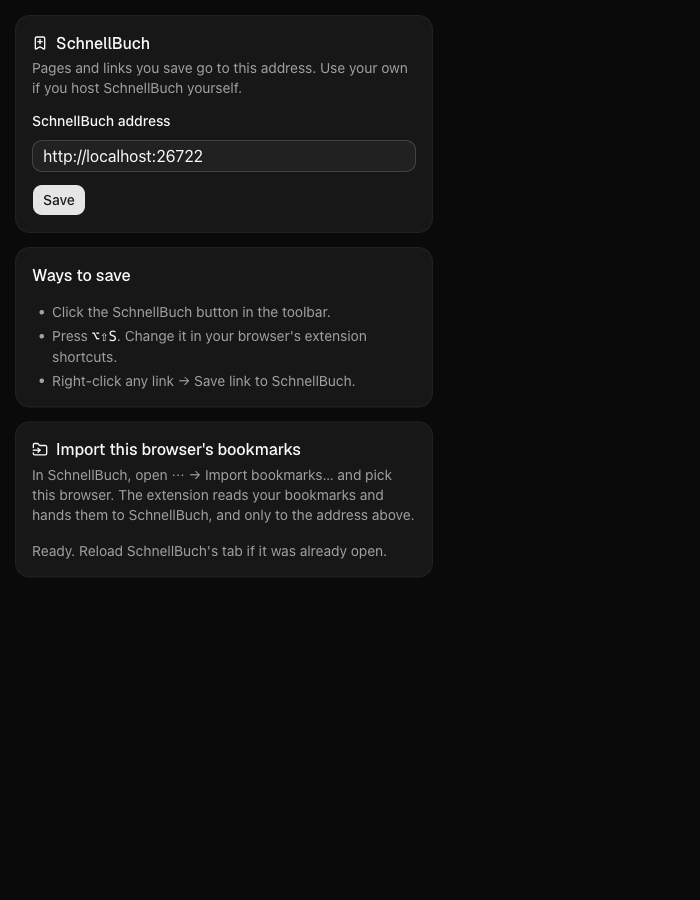 SchnellBuch
Pages and links you save go to this address. Use your own
if you host SchnellBuch yourself.
SchnellBuch address
http://localhost:26722
Save
Ways to save
• Click the SchnellBuch button in the toolbar.
• Press ⌥⇧S. Change it in your browser's extension
shortcuts.
• Right-click any link → Save link to SchnellBuch.
Import this browser's bookmarks
In SchnellBuch, open ⋯ → Import bookmarks… and pick
this browser. The extension reads your bookmarks and
hands them to SchnellBuch, and only to the address above.
Ready. Reload SchnellBuch's tab if it was already open.